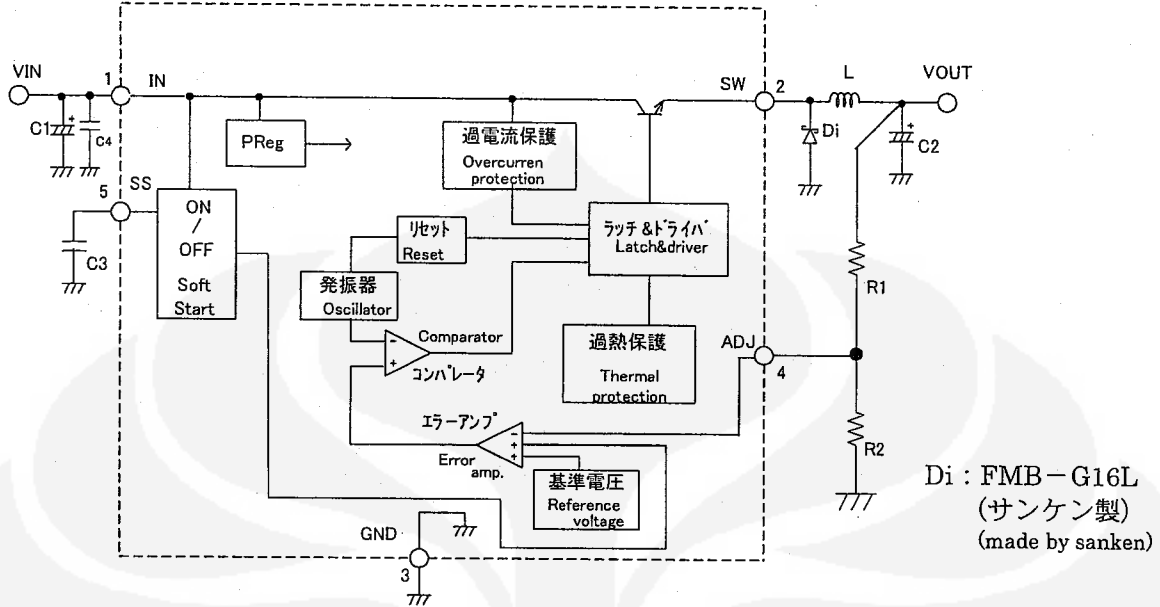 VIN
1
IN
SW
2
L
VOUT
C1
+
C4
PReg
過電流保護
Overcurren
protection
Di
+
C2
5
SS
ON
/
OFF
Soft
Start
C3
リセット
Reset
ラッチ&ドライバ
Latch&driver
発振器
Oscillator
R1
-
+
Comparator
コンパレータ
過熱保護
Thermal
protection
ADJ
4
エラーアンプ
Error
amp.
-
+
+
基準電圧
Reference
voltage
R2
GND
3
Di : FMB-G16L
(サンケン製)
(made by sanken)